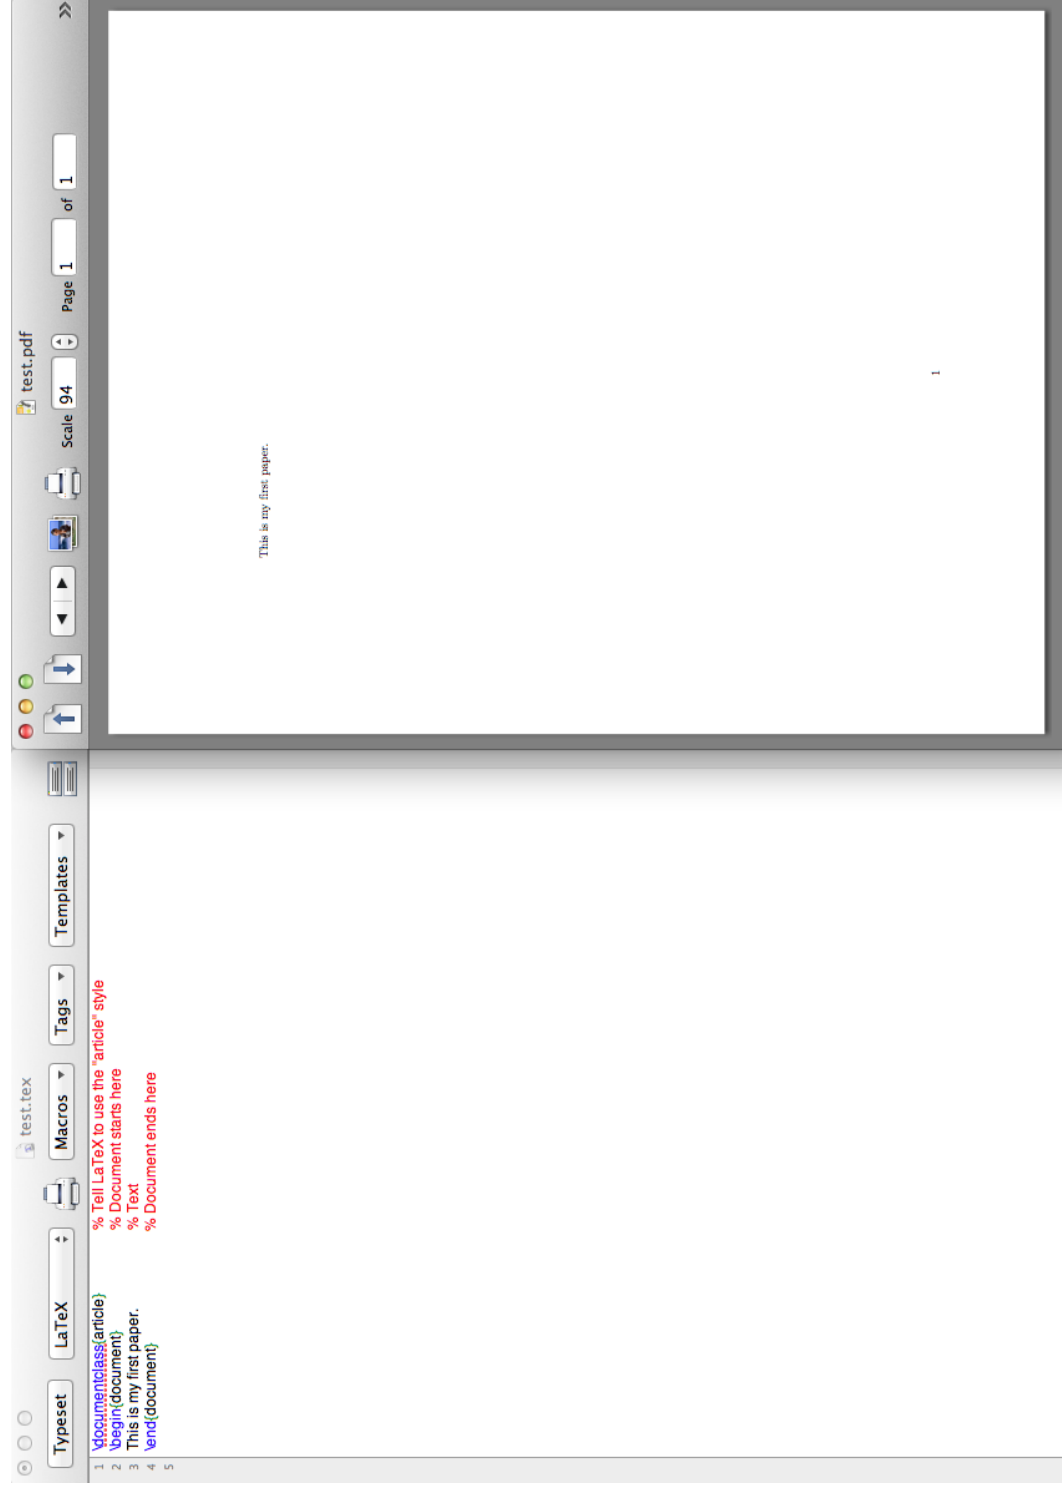 test.tex
Typeset LaTeX Macros Tags Templates
1 \documentclass{article} % Tell LaTeX to use the "article" style
2 \begin{document} % Document starts here
3 This is my first paper. % Text
4 \end{document} % Document ends here
5
test.pdf
Scale 94 Page 1 of 1
This is my first paper.
1